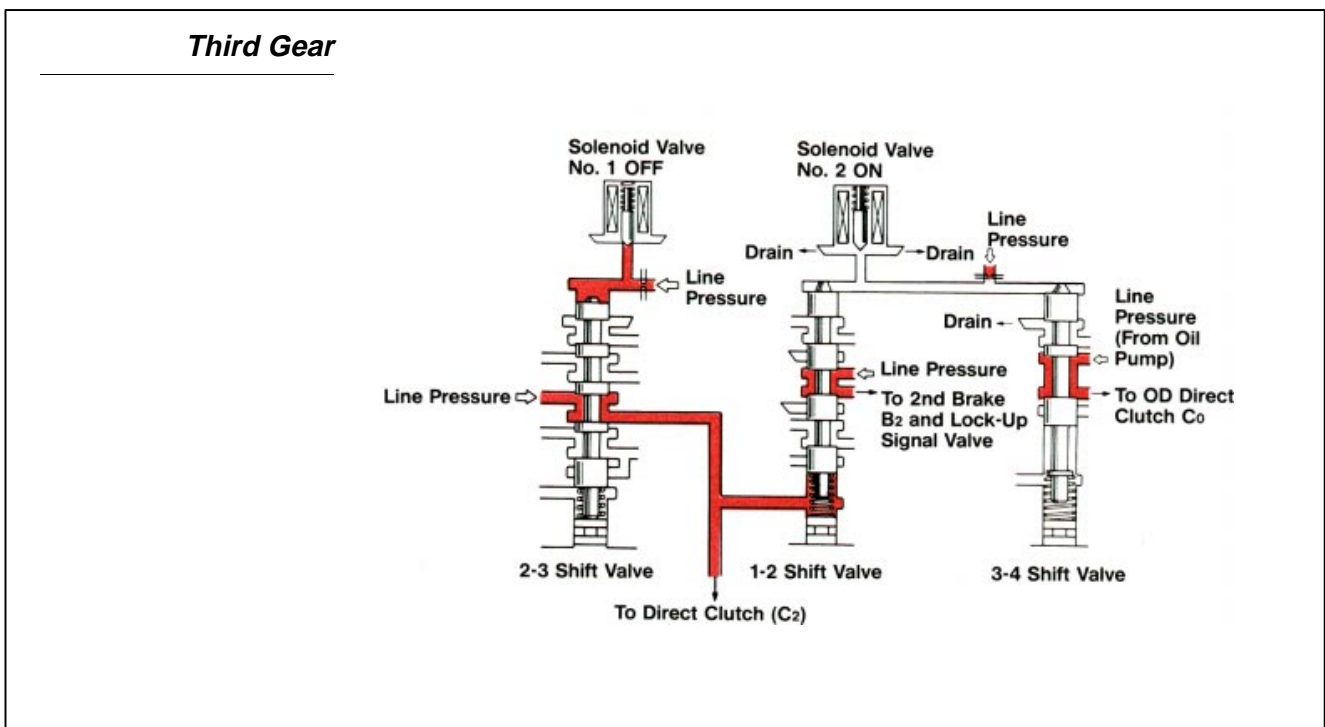 Third Gear
Solenoid Valve
No. 1 OFF
Solenoid Valve
No. 2 ON
Line
Pressure
Drain
Drain
Line
Pressure
Line
Pressure
(From Oil
Pump)
Drain
Line Pressure
Line Pressure
To 2nd Brake
B2 and Lock-Up
Signal Valve
To OD Direct
Clutch C0
2-3 Shift Valve
1-2 Shift Valve
3-4 Shift Valve
To Direct Clutch (C2)